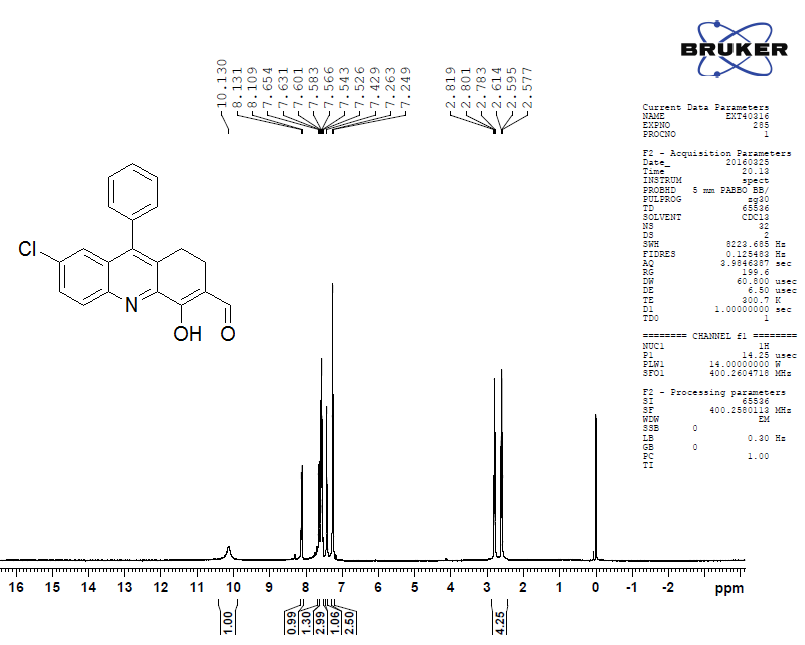 BRUKER
10.130
8.131
8.109
7.654
7.631
7.601
7.583
7.566
7.543
7.526
7.429
7.263
7.249
2.819
2.801
2.783
2.614
2.595
2.577
Current Data Parameters
NAME EXT40316
EXPNO 285
PROCNO 1
F2 - Acquisition Parameters
Date_ 20160325
Time 20.13
INSTRUM spect
PROBHD 5 mm PABBO BB/
PULPROG zg30
TD 65536
SOLVENT CDCl3
NS 32
DS 2
SWH 8223.685 Hz
FIDRES 0.125483 Hz
AQ 3.9846387 sec
RG 199.6
DW 60.800 usec
DE 6.50 usec
TE 300.7 K
D1 1.00000000 sec
TD0 1
======== CHANNEL f1 ========
NUC1 1H
P1 14.25 usec
PLW1 14.00000000 W
SFO1 400.2604718 MHz
F2 - Processing parameters
SI 65536
SF 400.2580113 MHz
WDW EM
SSB 0
LB 0.30 Hz
GB 0
PC 1.00
TI
Cl
N
OH O
16 15 14 13 12 11 10 9 8 7 6 5 4 3 2 1 0 -1 -2 ppm
1.00
0.99
1.30
2.99
1.06
2.50
4.25